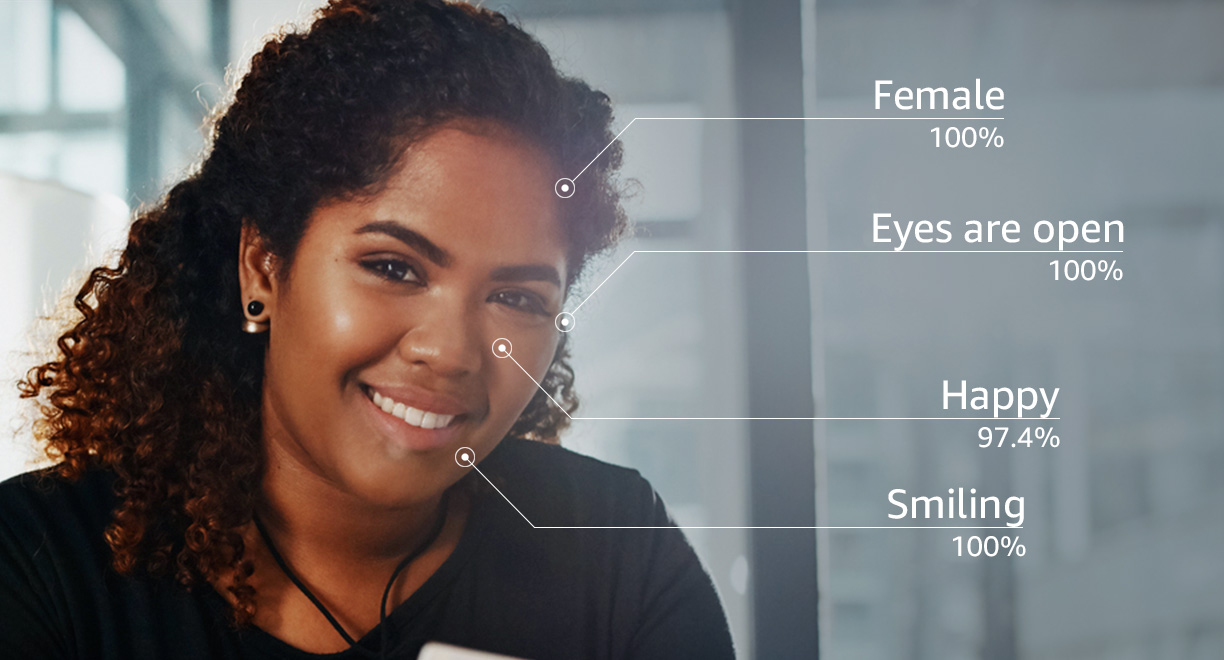 Female
100%
Eyes are open
100%
Happy
97.4%
Smiling
100%